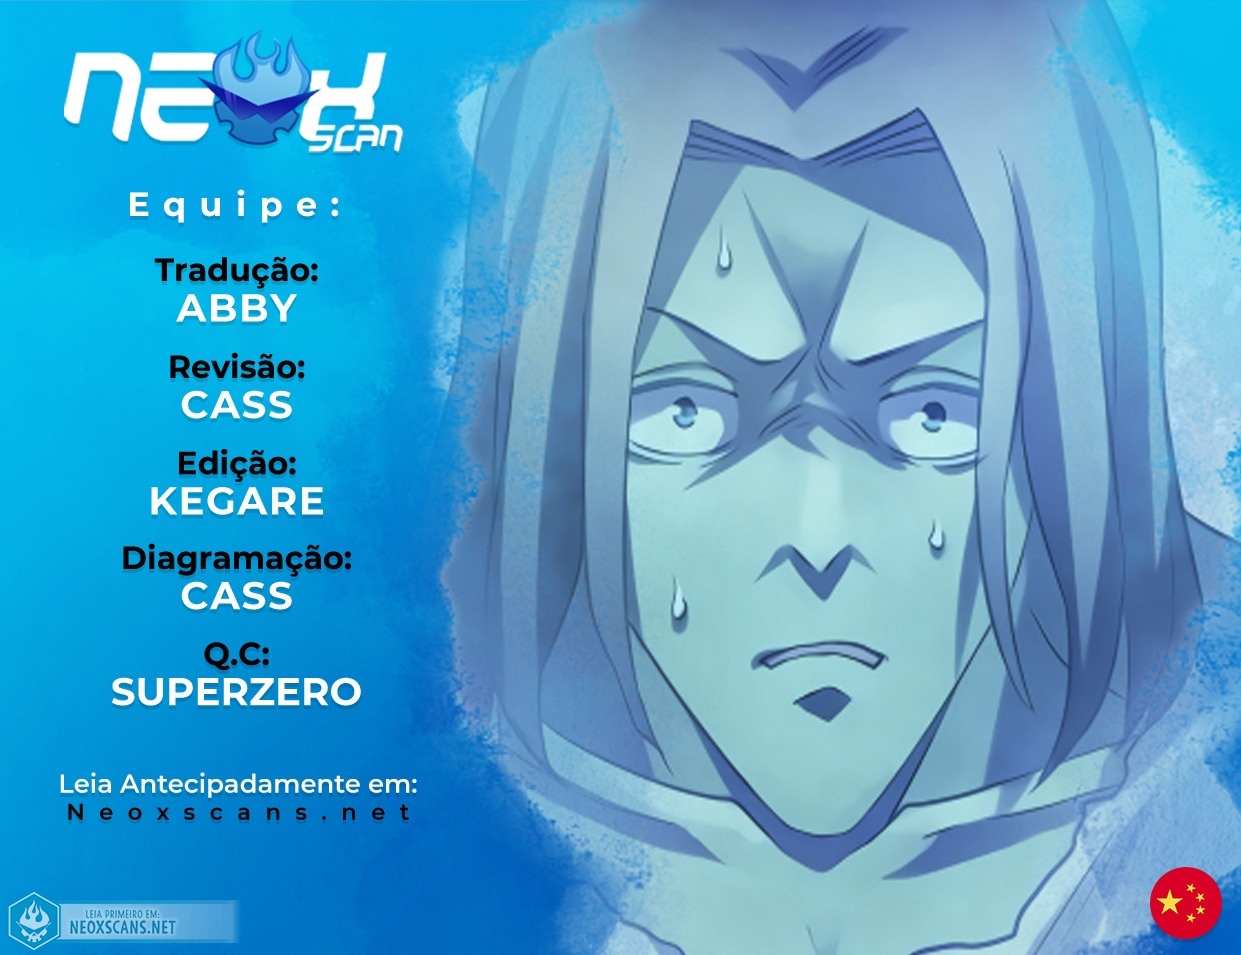 NEOX
SCAN
Equipe:
Tradução:
ABBY
Revisão:
CASS
Edição:
KEGARE
Diagramação:
CASS
Q.C:
SUPERZERO
Leia Antecipadamente em:
Neoxscans.net
LEIA PRIMEIRO EM:
NEOXSCANS.NET